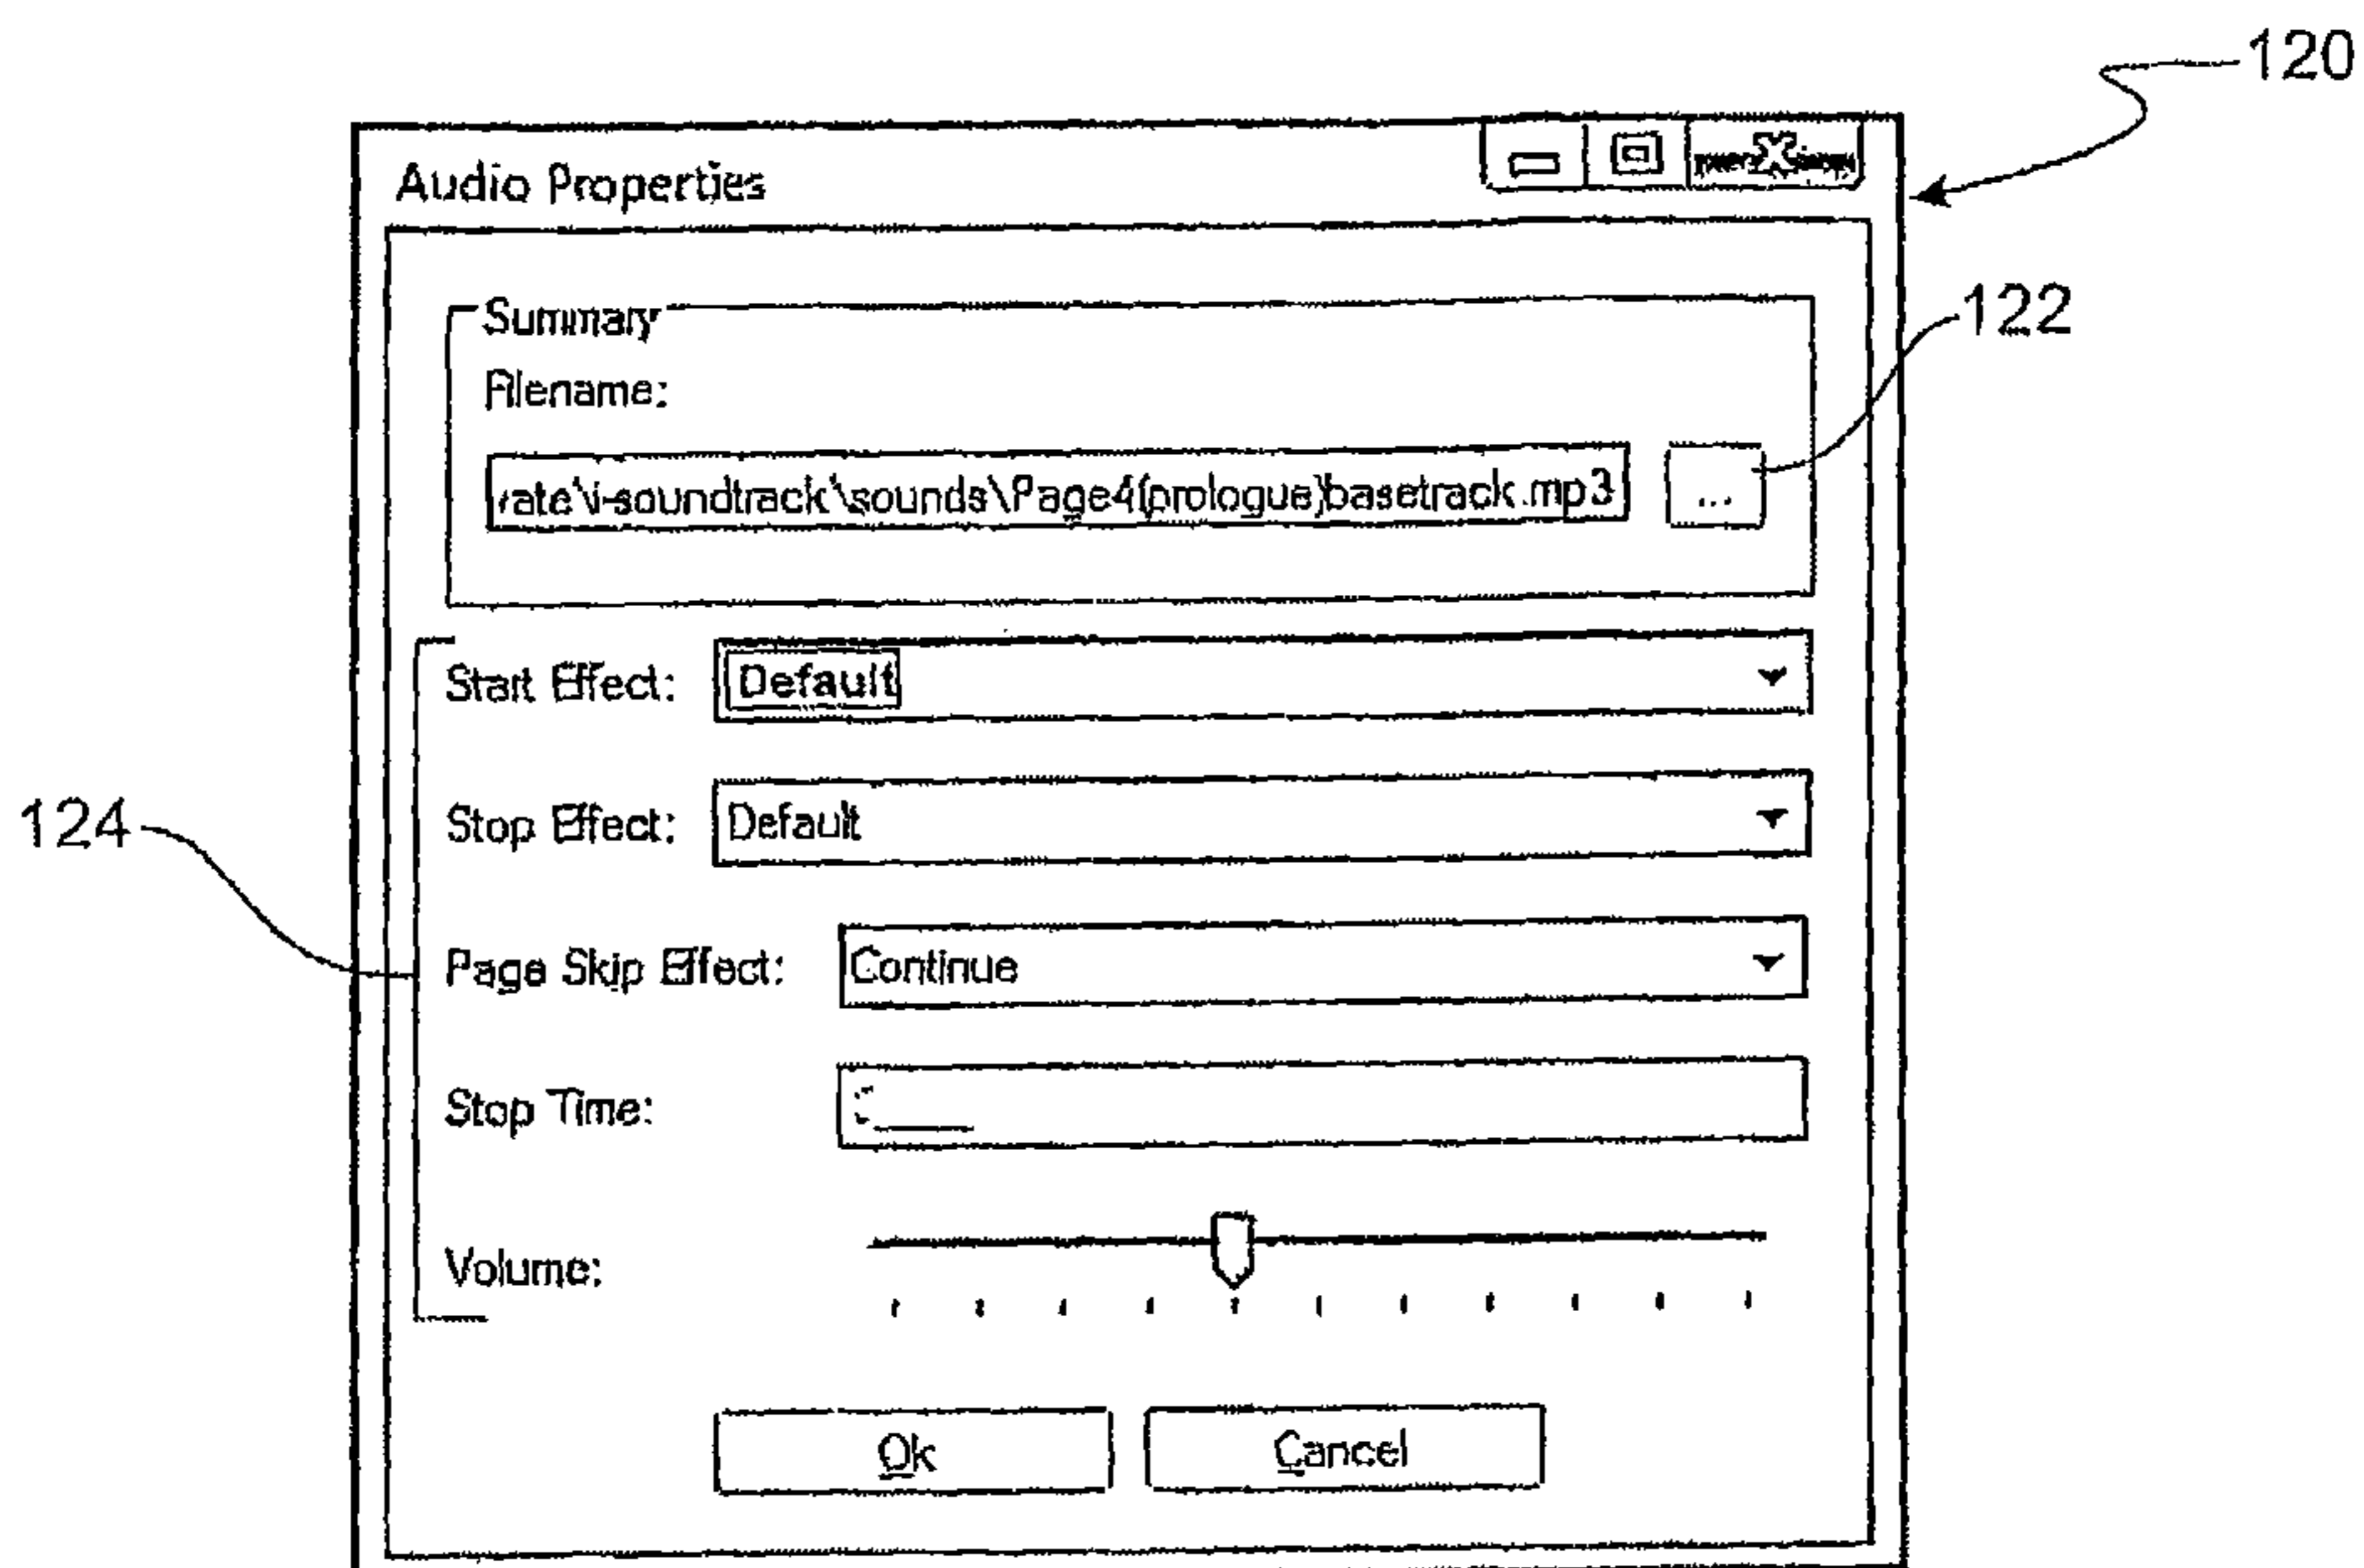 120
Audio Properties
Summary
122
Filename:
rate\i-soundtrack\sounds\Page4(prologue)basetrack.mp3
...
Start Effect: Default
Stop Effect: Default
124
Page Skip Effect: Continue
Stop Time:
Volume:
Ok
Cancel